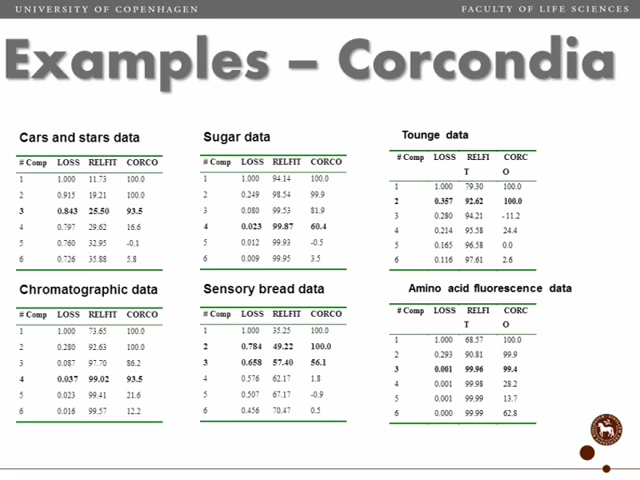 UNIVERSITY OF COPENHAGEN
FACULTY OF LIFE SCIENCES
Examples – Corcondia
Cars and stars data
# Comp LOSS RELFIT CORCO
1 1.000 11.73 100.0
2 0.915 19.21 100.0
3 0.843 25.50 93.5
4 0.797 29.62 16.6
5 0.760 32.95 -0.1
6 0.726 35.88 5.8
Sugar data
# Comp LOSS RELFIT CORCO
1 1.000 94.14 100.0
2 0.249 98.54 99.9
3 0.080 99.53 81.9
4 0.023 99.87 60.4
5 0.012 99.93 -0.5
6 0.009 99.95 3.5
Tounge data
# Comp LOSS RELFI CORC
T O
1 1.000 79.30 100.0
2 0.357 92.62 100.0
3 0.280 94.21 -11.2
4 0.214 95.58 24.4
5 0.165 96.58 0.0
6 0.116 97.61 2.6
Chromatographic data
# Comp LOSS RELFIT CORCO
1 1.000 73.65 100.0
2 0.280 92.63 100.0
3 0.087 97.70 86.2
4 0.037 99.02 93.5
5 0.023 99.41 21.6
6 0.016 99.57 12.2
Sensory bread data
# Comp LOSS RELFIT CORCO
1 1.000 35.25 100.0
2 0.784 49.22 100.0
3 0.658 57.40 56.1
4 0.576 62.17 1.8
5 0.507 67.17 -0.9
6 0.456 70.47 0.5
Amino acid fluorescence data
# Comp LOSS RELFI CORC
T O
1 1.000 68.57 100.0
2 0.293 90.81 99.9
3 0.001 99.96 99.4
4 0.001 99.98 28.2
5 0.001 99.99 13.7
6 0.000 99.99 62.8